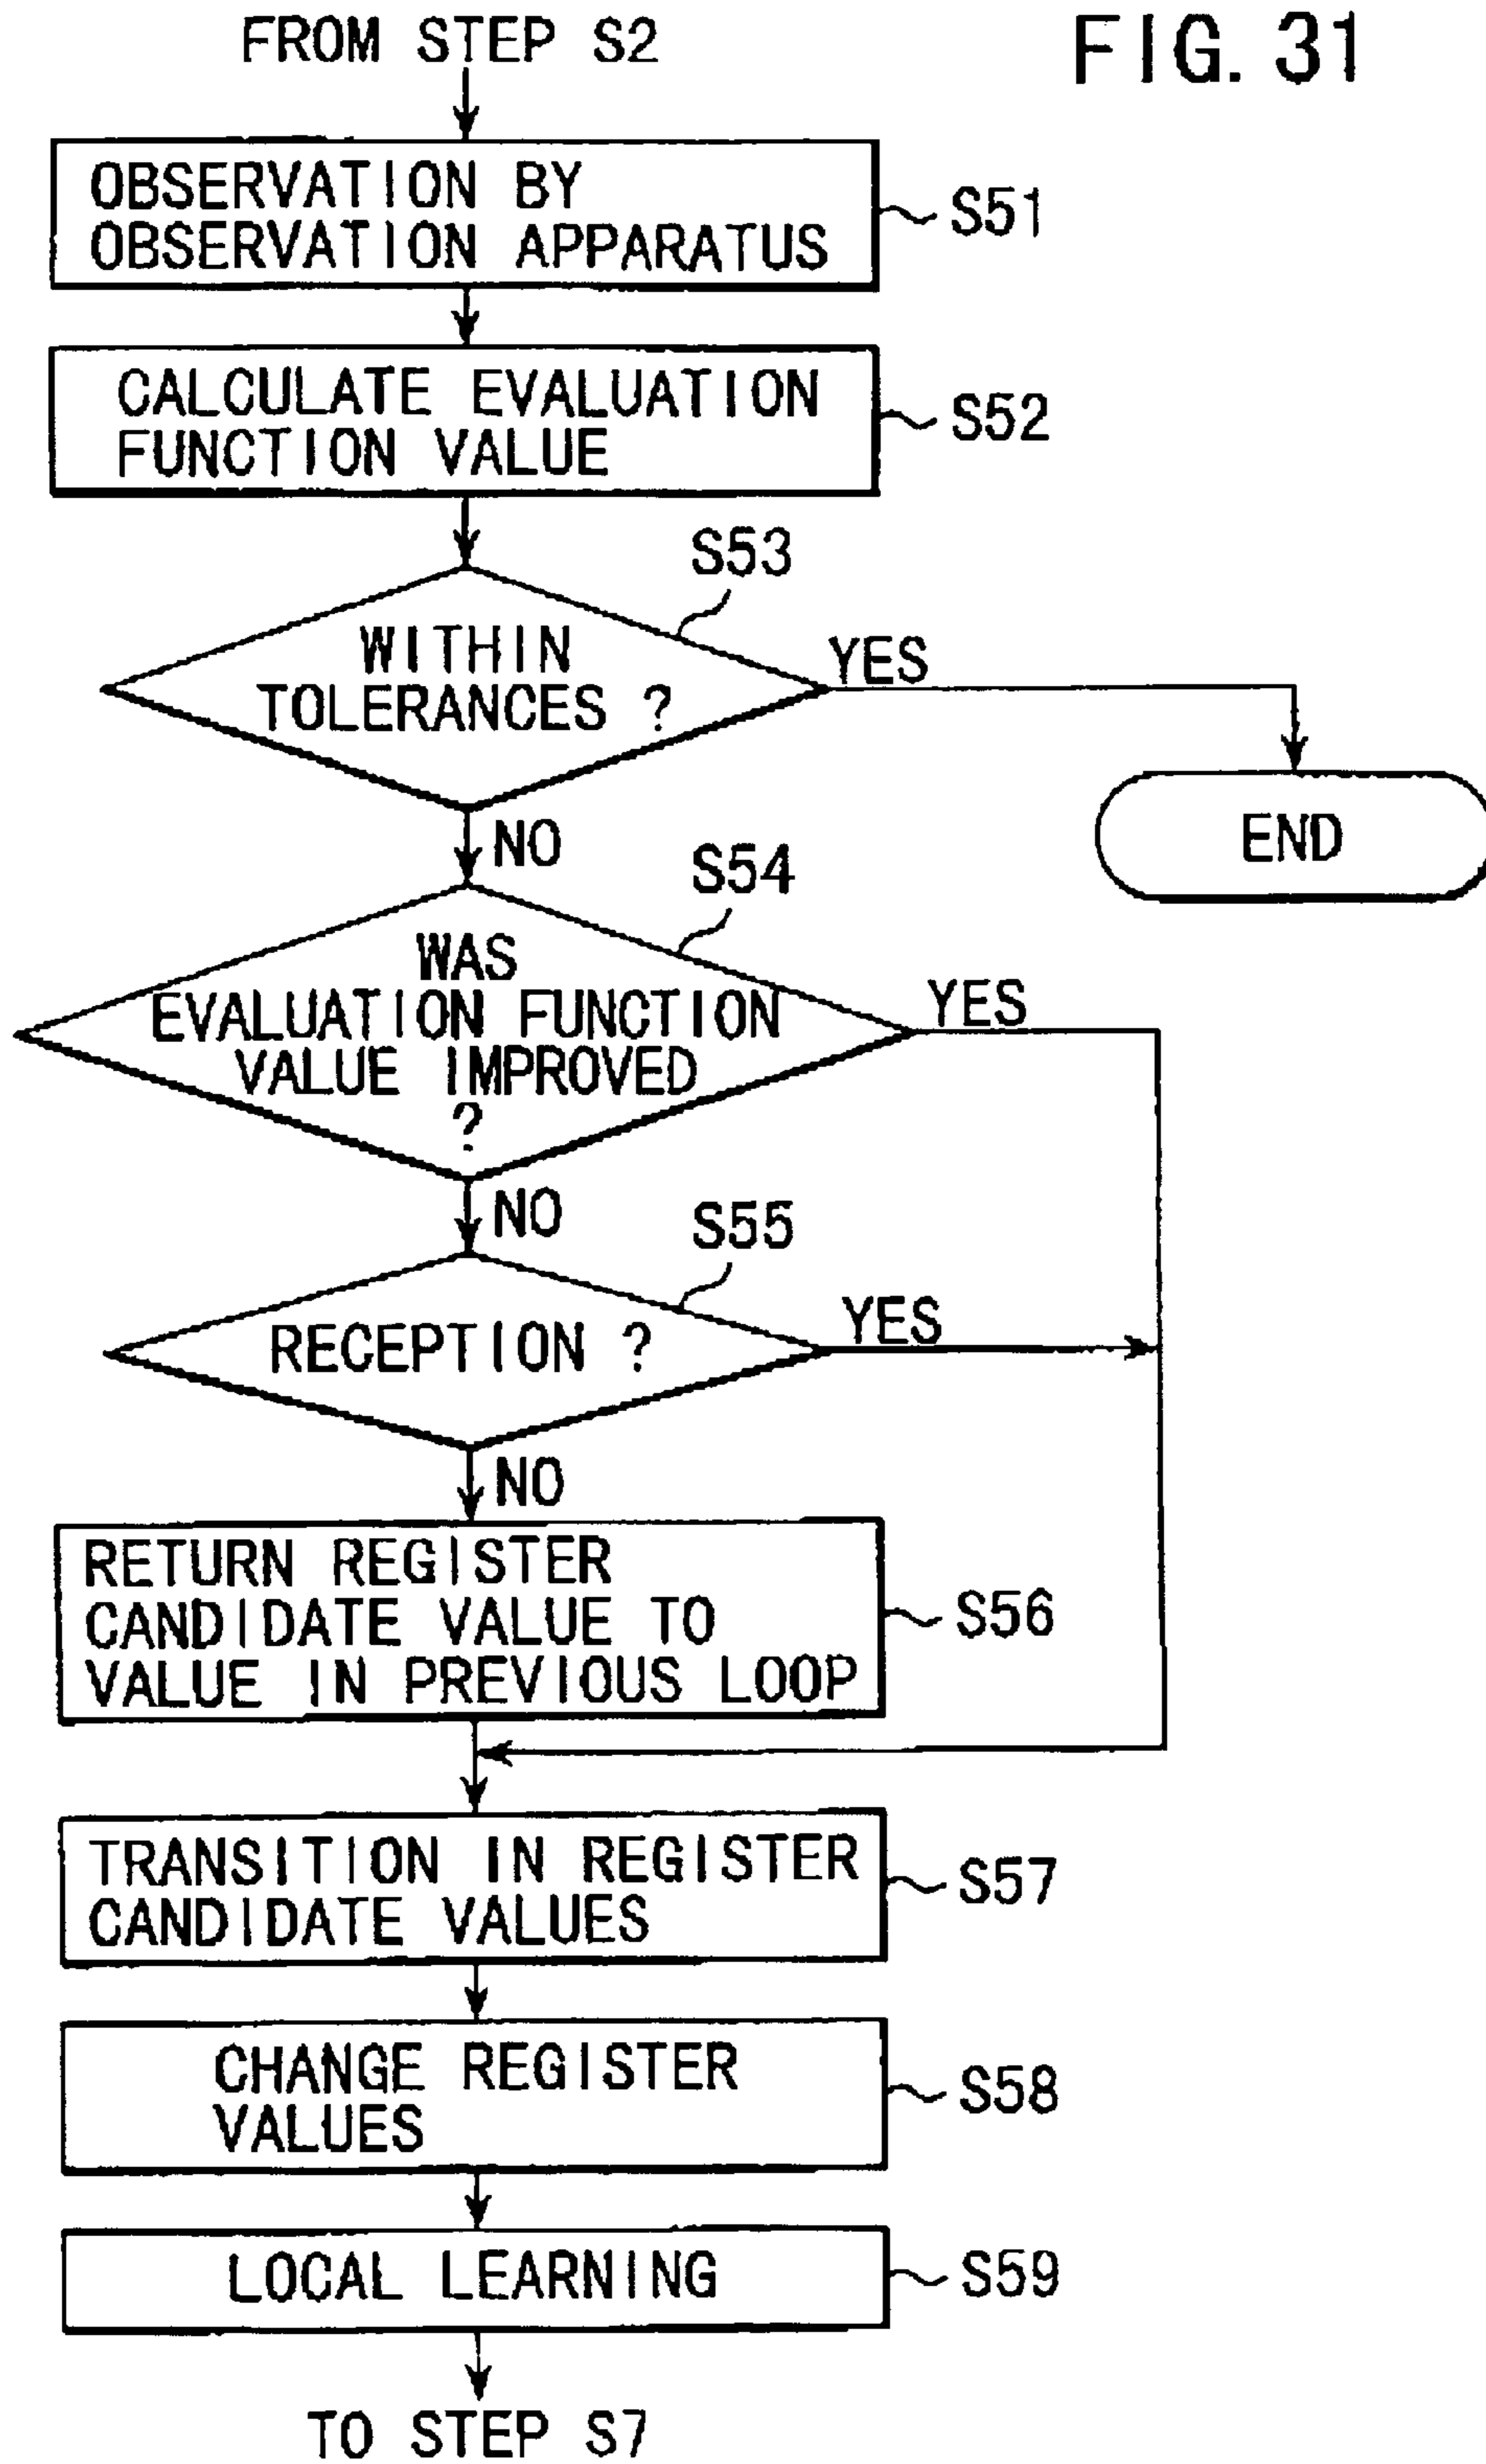 FROM STEP S2
FIG. 31
OBSERVATION BY
OBSERVATION APPARATUS
S51
CALCULATE EVALUATION
FUNCTION VALUE
S52
S53
WITHIN
TOLERANCES ?
YES
END
NO
S54
WAS
EVALUATION FUNCTION
VALUE IMPROVED
?
YES
NO
S55
RECEPTION ?
YES
NO
RETURN REGISTER
CANDIDATE VALUE TO
VALUE IN PREVIOUS LOOP
S56
TRANSITION IN REGISTER
CANDIDATE VALUES
S57
CHANGE REGISTER
VALUES
S58
LOCAL LEARNING
S59
TO STEP S7